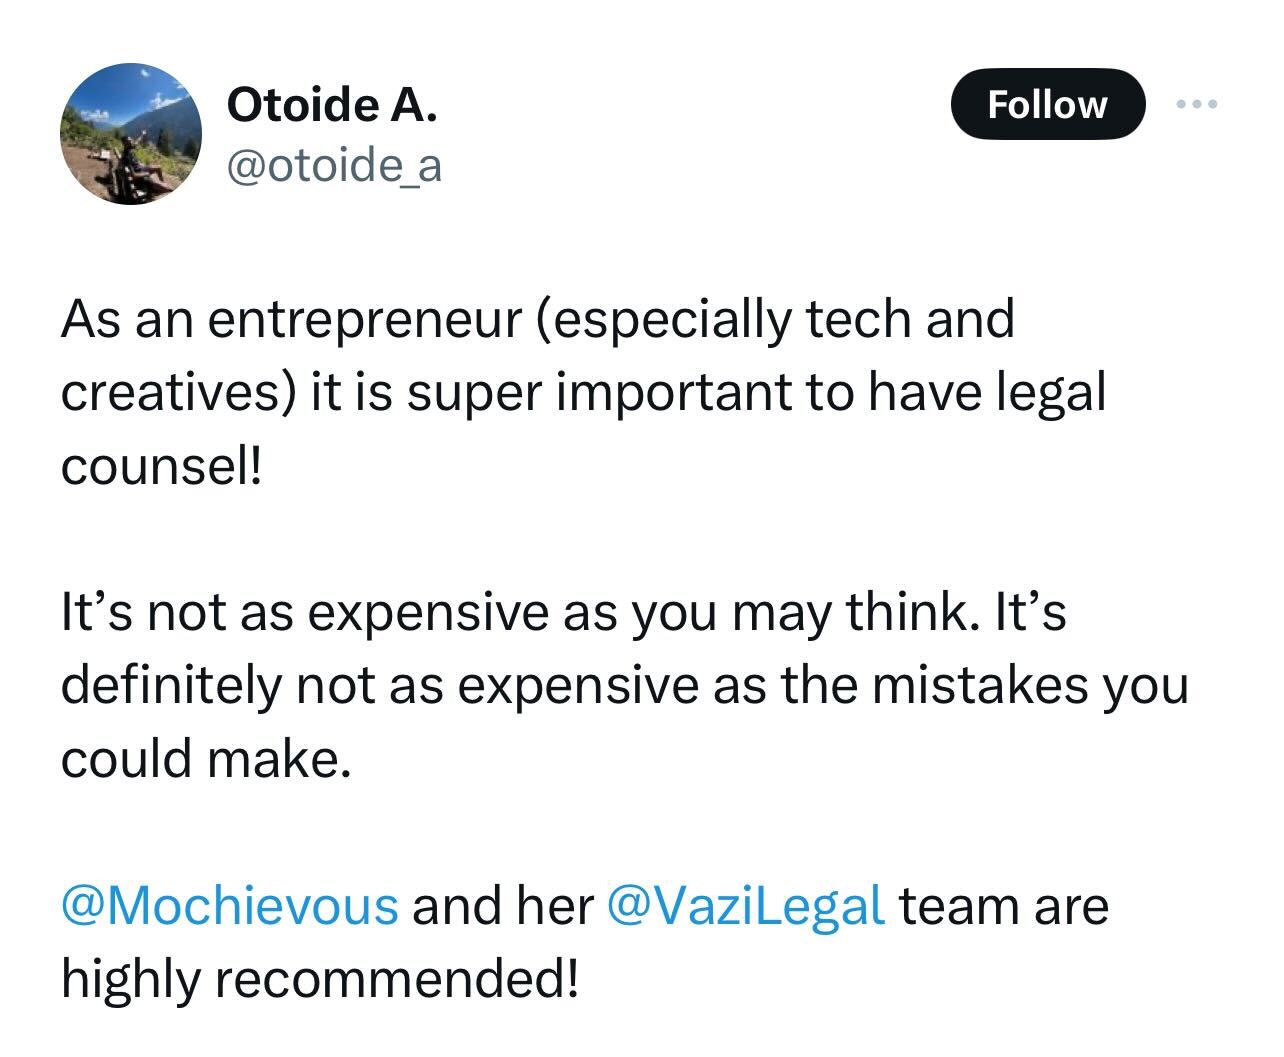 Otoide A.
@otoide_a
Follow
As an entrepreneur (especially tech and
creatives) it is super important to have legal
counsel!
It’s not as expensive as you may think. It’s
definitely not as expensive as the mistakes you
could make.
@Mochievous and her @VaziLegal team are
highly recommended!